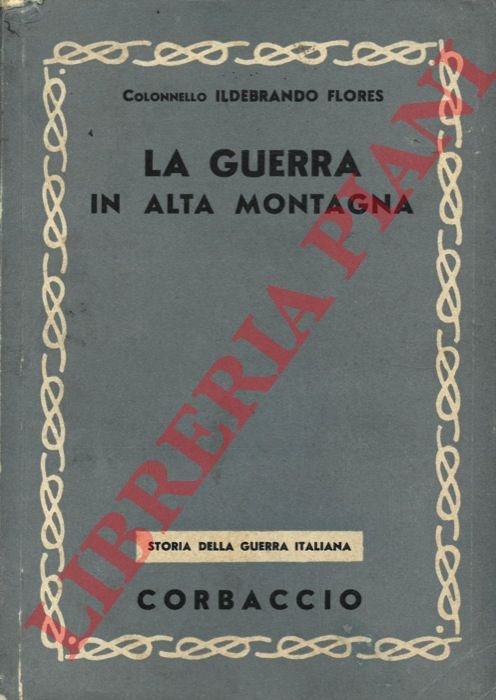 COLONNELLO ILDEBRANDO FLORES
LA GUERRA
IN ALTA MONTAGNA
LIBRERIA PIANI
STORIA DELLA GUERRA ITALIANA
CORBACCIO